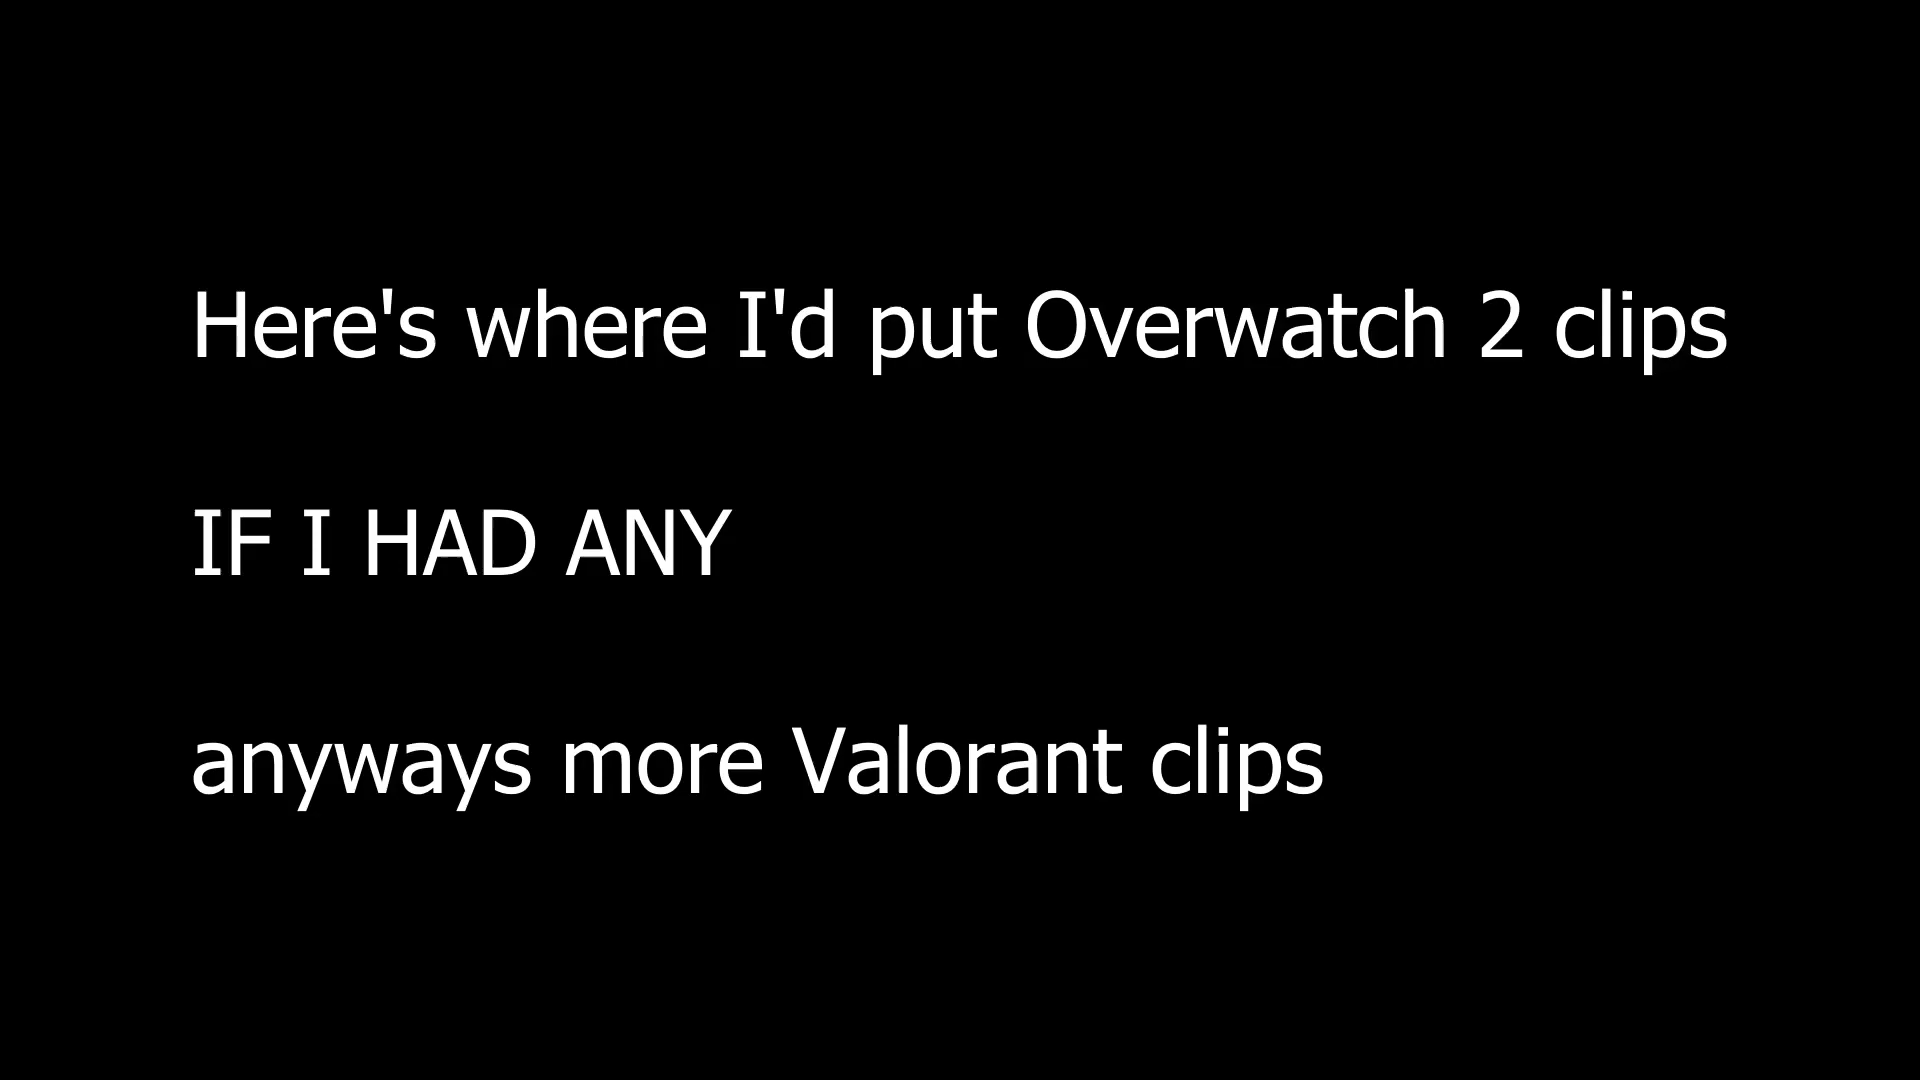 Here's where I'd put Overwatch 2 clips
IF I HAD ANY
anyways more Valorant clips